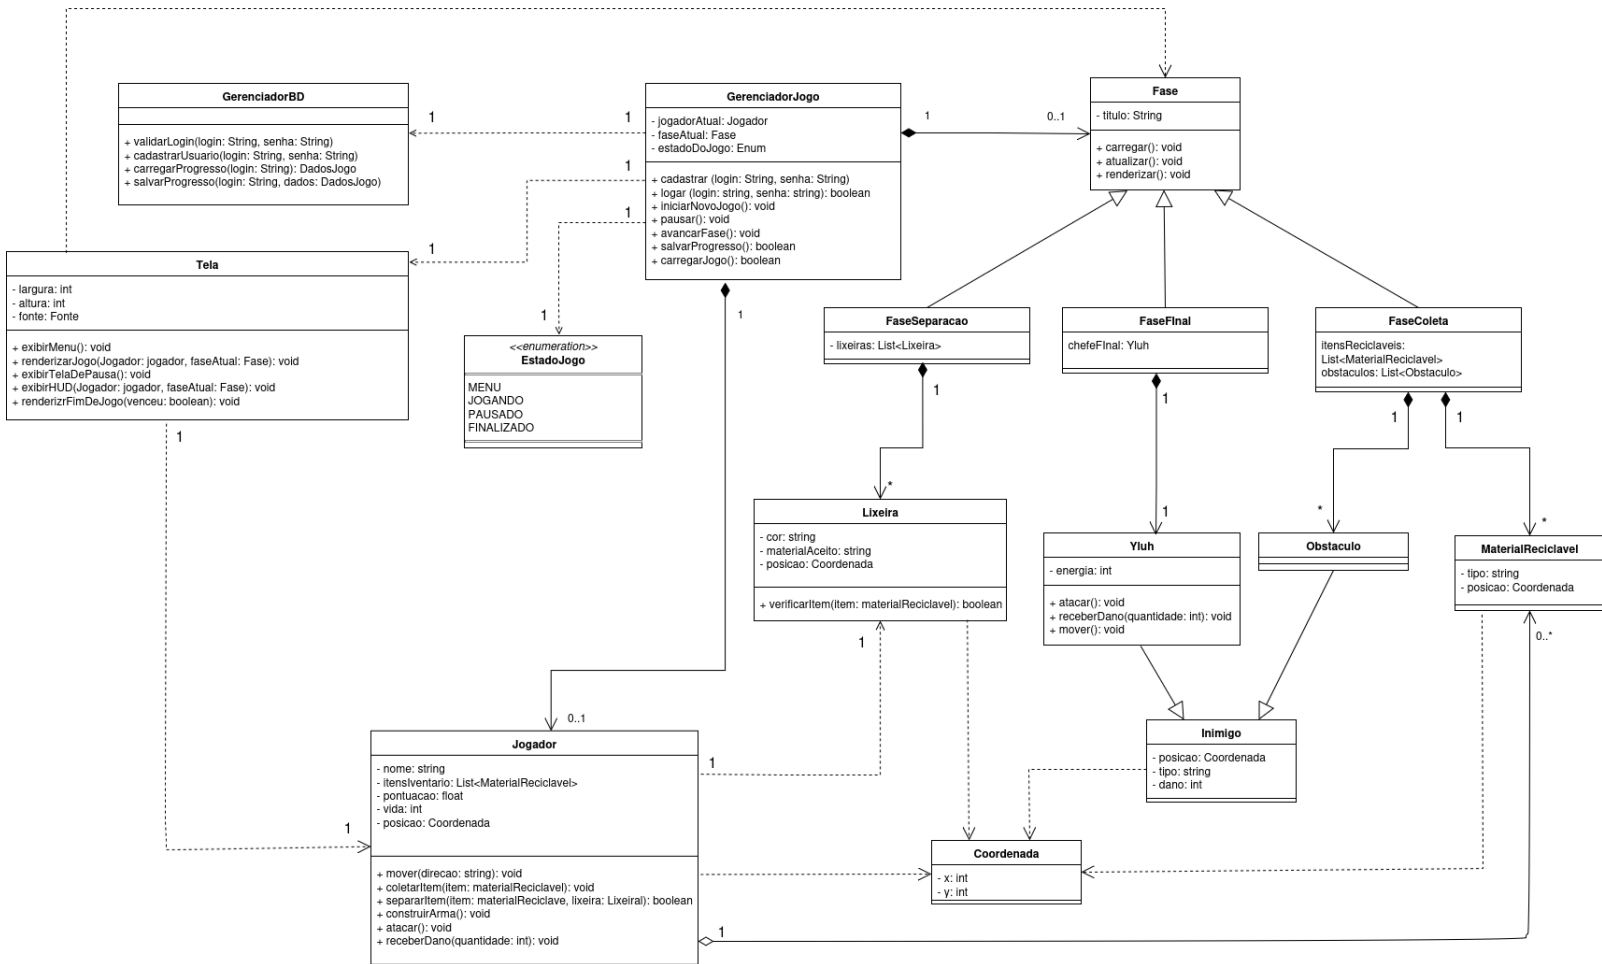 GerenciadorBD
+ validarLogin(login: String, senha: String)
+ cadastrarUsuario(login: String, senha: String)
+ carregarProgresso(login: String): DadosJogo
+ salvarProgresso(login: String, dados: DadosJogo)
1
1
GerenciadorJogo
- jogadorAtual: Jogador
- faseAtual: Fase
- estadoDoJogo: Enum
+ cadastrar (login: String, senha: String)
+ logar (login: string, senha: string): boolean
+ iniciarNovoJogo(): void
+ pausar(): void
+ avancarFase(): void
+ salvarProgresso(): boolean
+ carregarJogo(): boolean
1
0..1
Fase
- titulo: String
+ carregar(): void
+ atualizar(): void
+ renderizar(): void
1
1
1
1
1
Tela
- largura: int
- altura: int
- fonte: Fonte
+ exibirMenu(): void
+ renderizarJogo(Jogador: jogador, faseAtual: Fase): void
+ exibirTelaDePausa(): void
+ exibirHUD(Jogador: jogador, faseAtual: Fase): void
+ renderizrFimDeJogo(venceu: boolean): void
1
<<enumeration>>
EstadoJogo
MENU
JOGANDO
PAUSADO
FINALIZADO
FaseSeparacao
- lixeiras: List<Lixeira>
1
*
FaseFInal
chefeFInal: Yluh
1
1
FaseColeta
itensReciclaveis:
List<MaterialReciclavel>
obstaculos: List<Obstaculo>
1
1
*
*
Lixeira
- cor: string
- materialAceito: string
- posicao: Coordenada
+ verificarItem(item: materialReciclavel): boolean
1
Yluh
- energia: int
+ atacar(): void
+ receberDano(quantidade: int): void
+ mover(): void
Obstaculo
MaterialReciclavel
- tipo: string
- posicao: Coordenada
0..*
0..1
Jogador
- nome: string
- itensIventario: List<MaterialReciclavel>
- pontuacao: float
- vida: int
- posicao: Coordenada
+ mover(direcao: string): void
+ coletarItem(item: materialReciclavel): void
+ separarItem(item: materialReciclave, lixeira: Lixeiral): boolean
+ construirArma(): void
+ atacar(): void
+ receberDano(quantidade: int): void
1
1
1
Inimigo
- posicao: Coordenada
- tipo: string
- dano: int
Coordenada
- x: int
- y: int